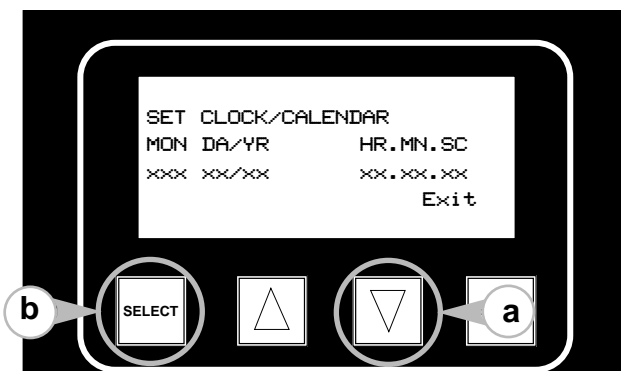 SET CLOCK/CALENDAR
MON DA/YR HR.MN.SC
xxx xx/xx xx.xx.xx
Exit
b SELECT a